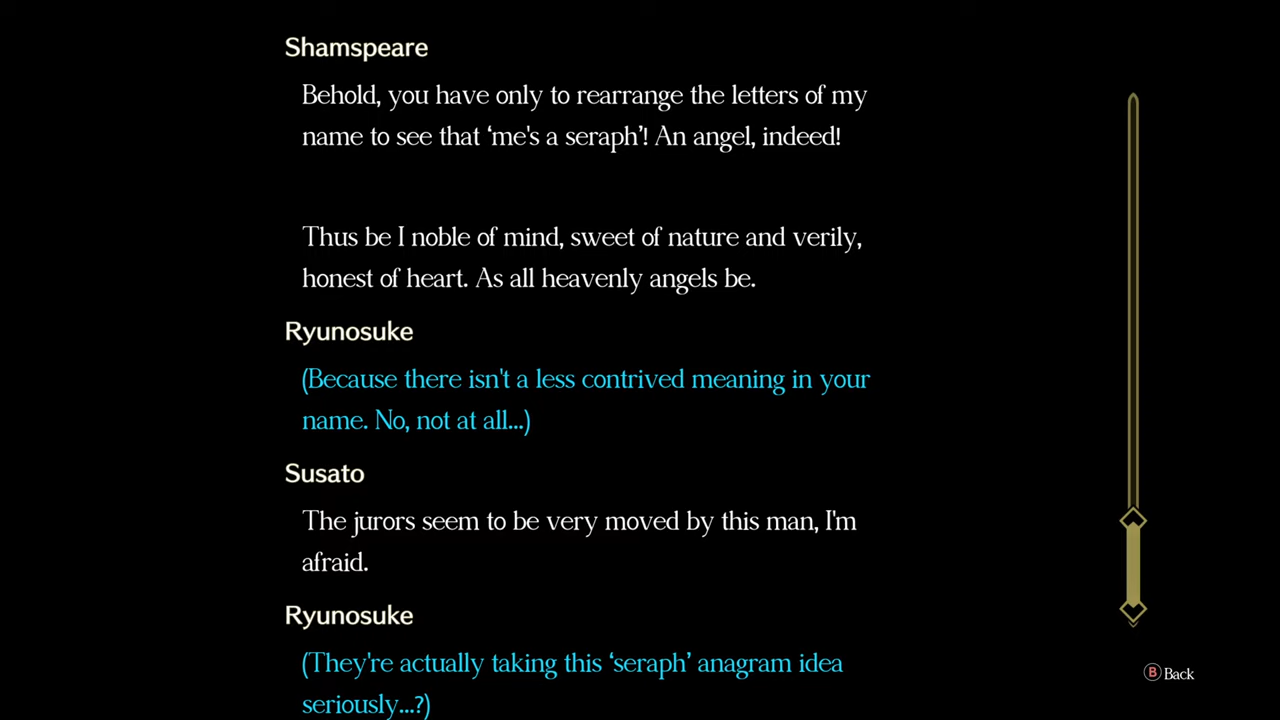 Shamspeare
Behold, you have only to rearrange the letters of my
name to see that ‘me's a seraph’! An angel, indeed!
Thus be I noble of mind, sweet of nature and verily,
honest of heart. As all heavenly angels be.
Ryunosuke
(Because there isn't a less contrived meaning in your
name. No, not at all...)
Susato
The jurors seem to be very moved by this man, I'm
afraid.
Ryunosuke
(They're actually taking this ‘seraph’ anagram idea
seriously...?)
B Back